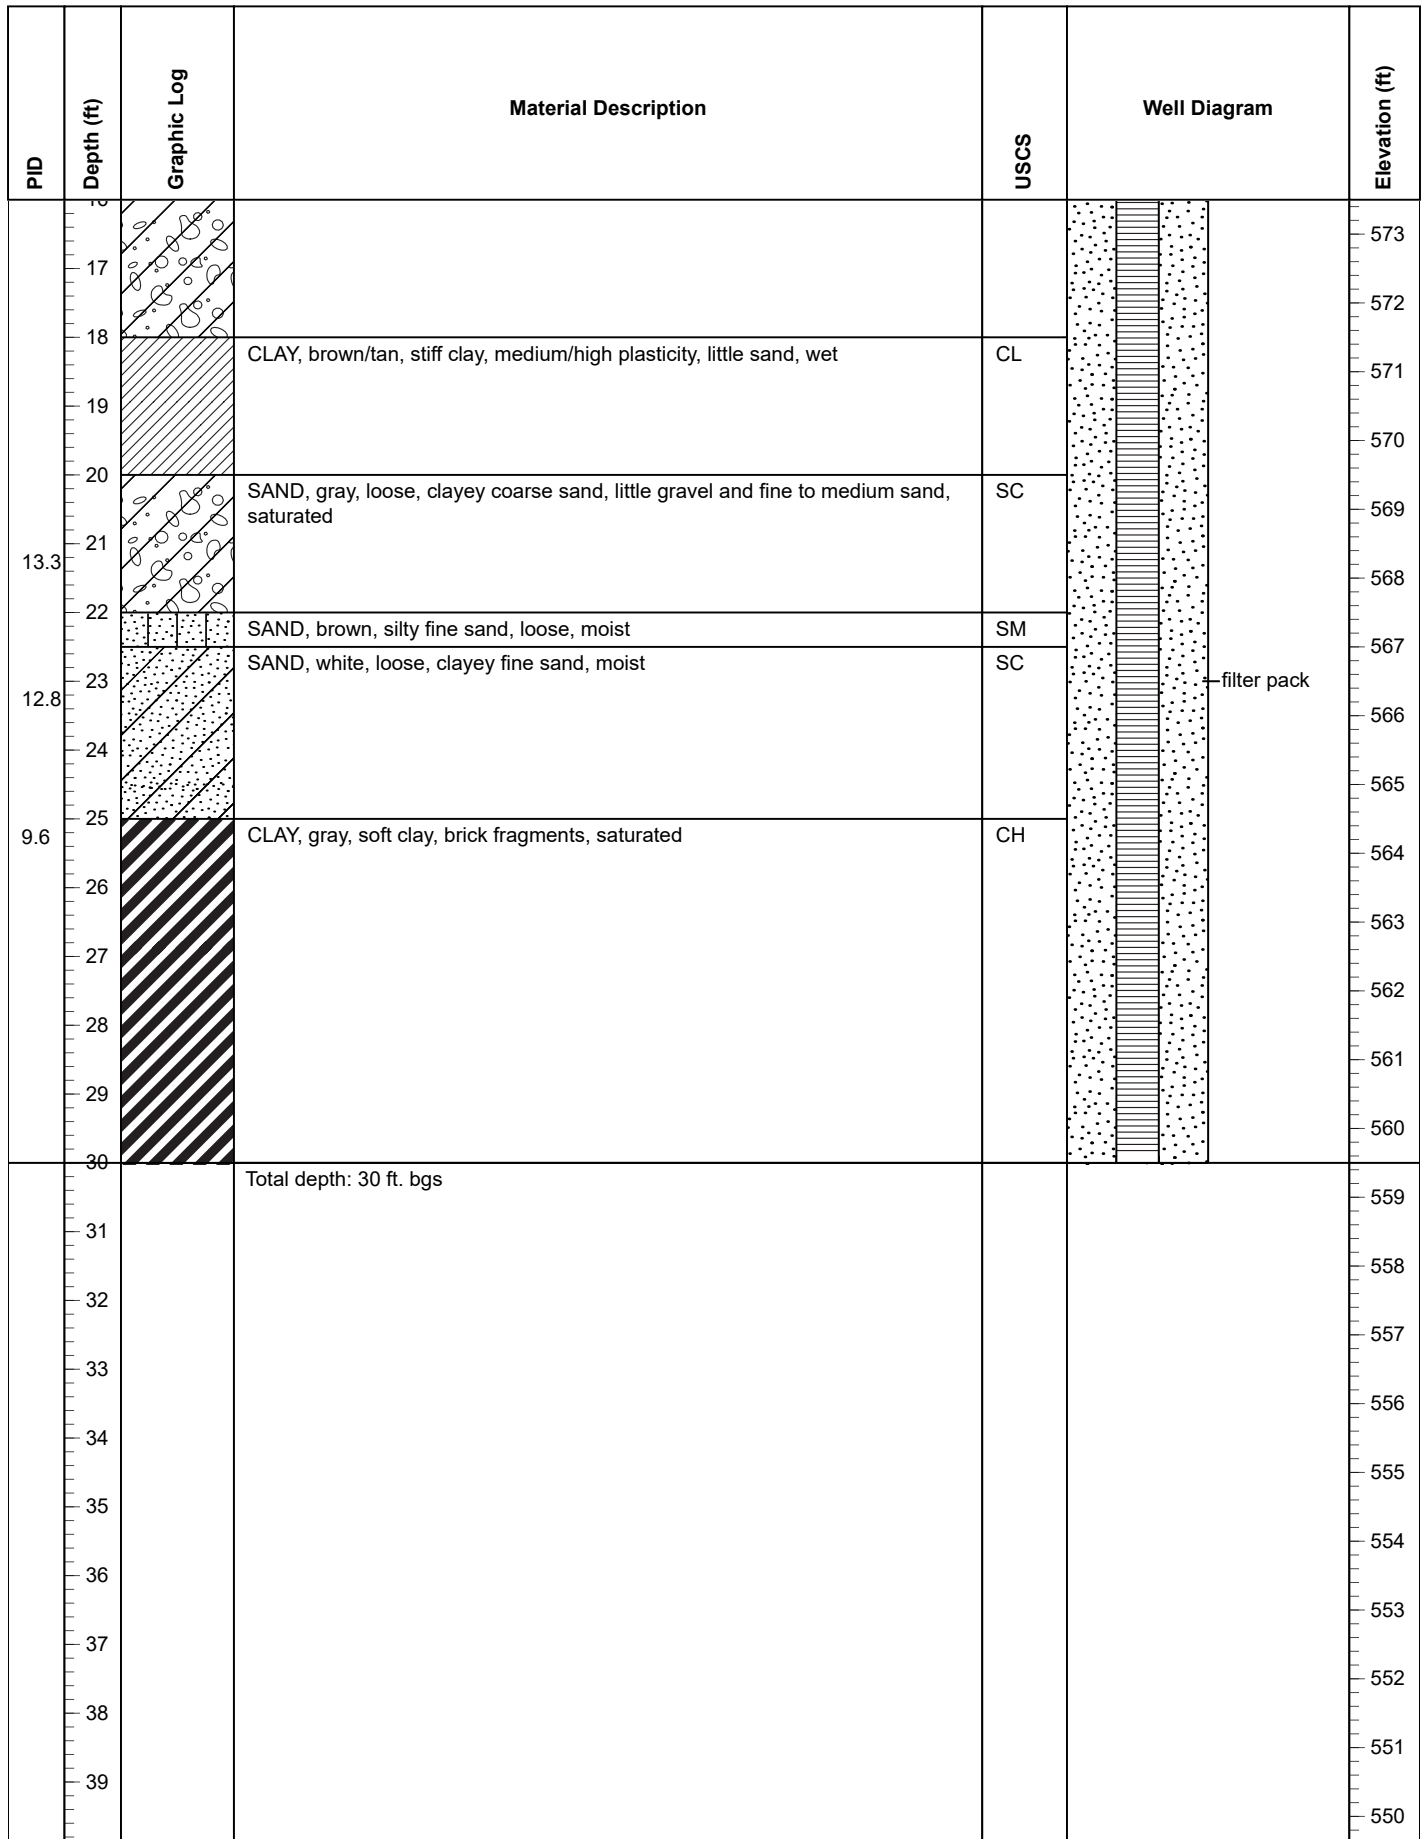 PID
Depth (ft)
Graphic Log
Material Description
USCS
Well Diagram
Elevation (ft)
573
17
572
18
CLAY, brown/tan, stiff clay, medium/high plasticity, little sand, wet
CL
571
19
570
20
SAND, gray, loose, clayey coarse sand, little gravel and fine to medium sand,
saturated
SC
569
21
13.3
568
22
SAND, brown, silty fine sand, loose, moist
SM
567
SAND, white, loose, clayey fine sand, moist
SC
23
filter pack
12.8
566
24
565
25
CLAY, gray, soft clay, brick fragments, saturated
CH
9.6
564
26
563
27
562
28
561
29
560
30
Total depth: 30 ft. bgs
559
31
558
32
557
33
556
34
555
35
554
36
553
37
552
38
551
39
550